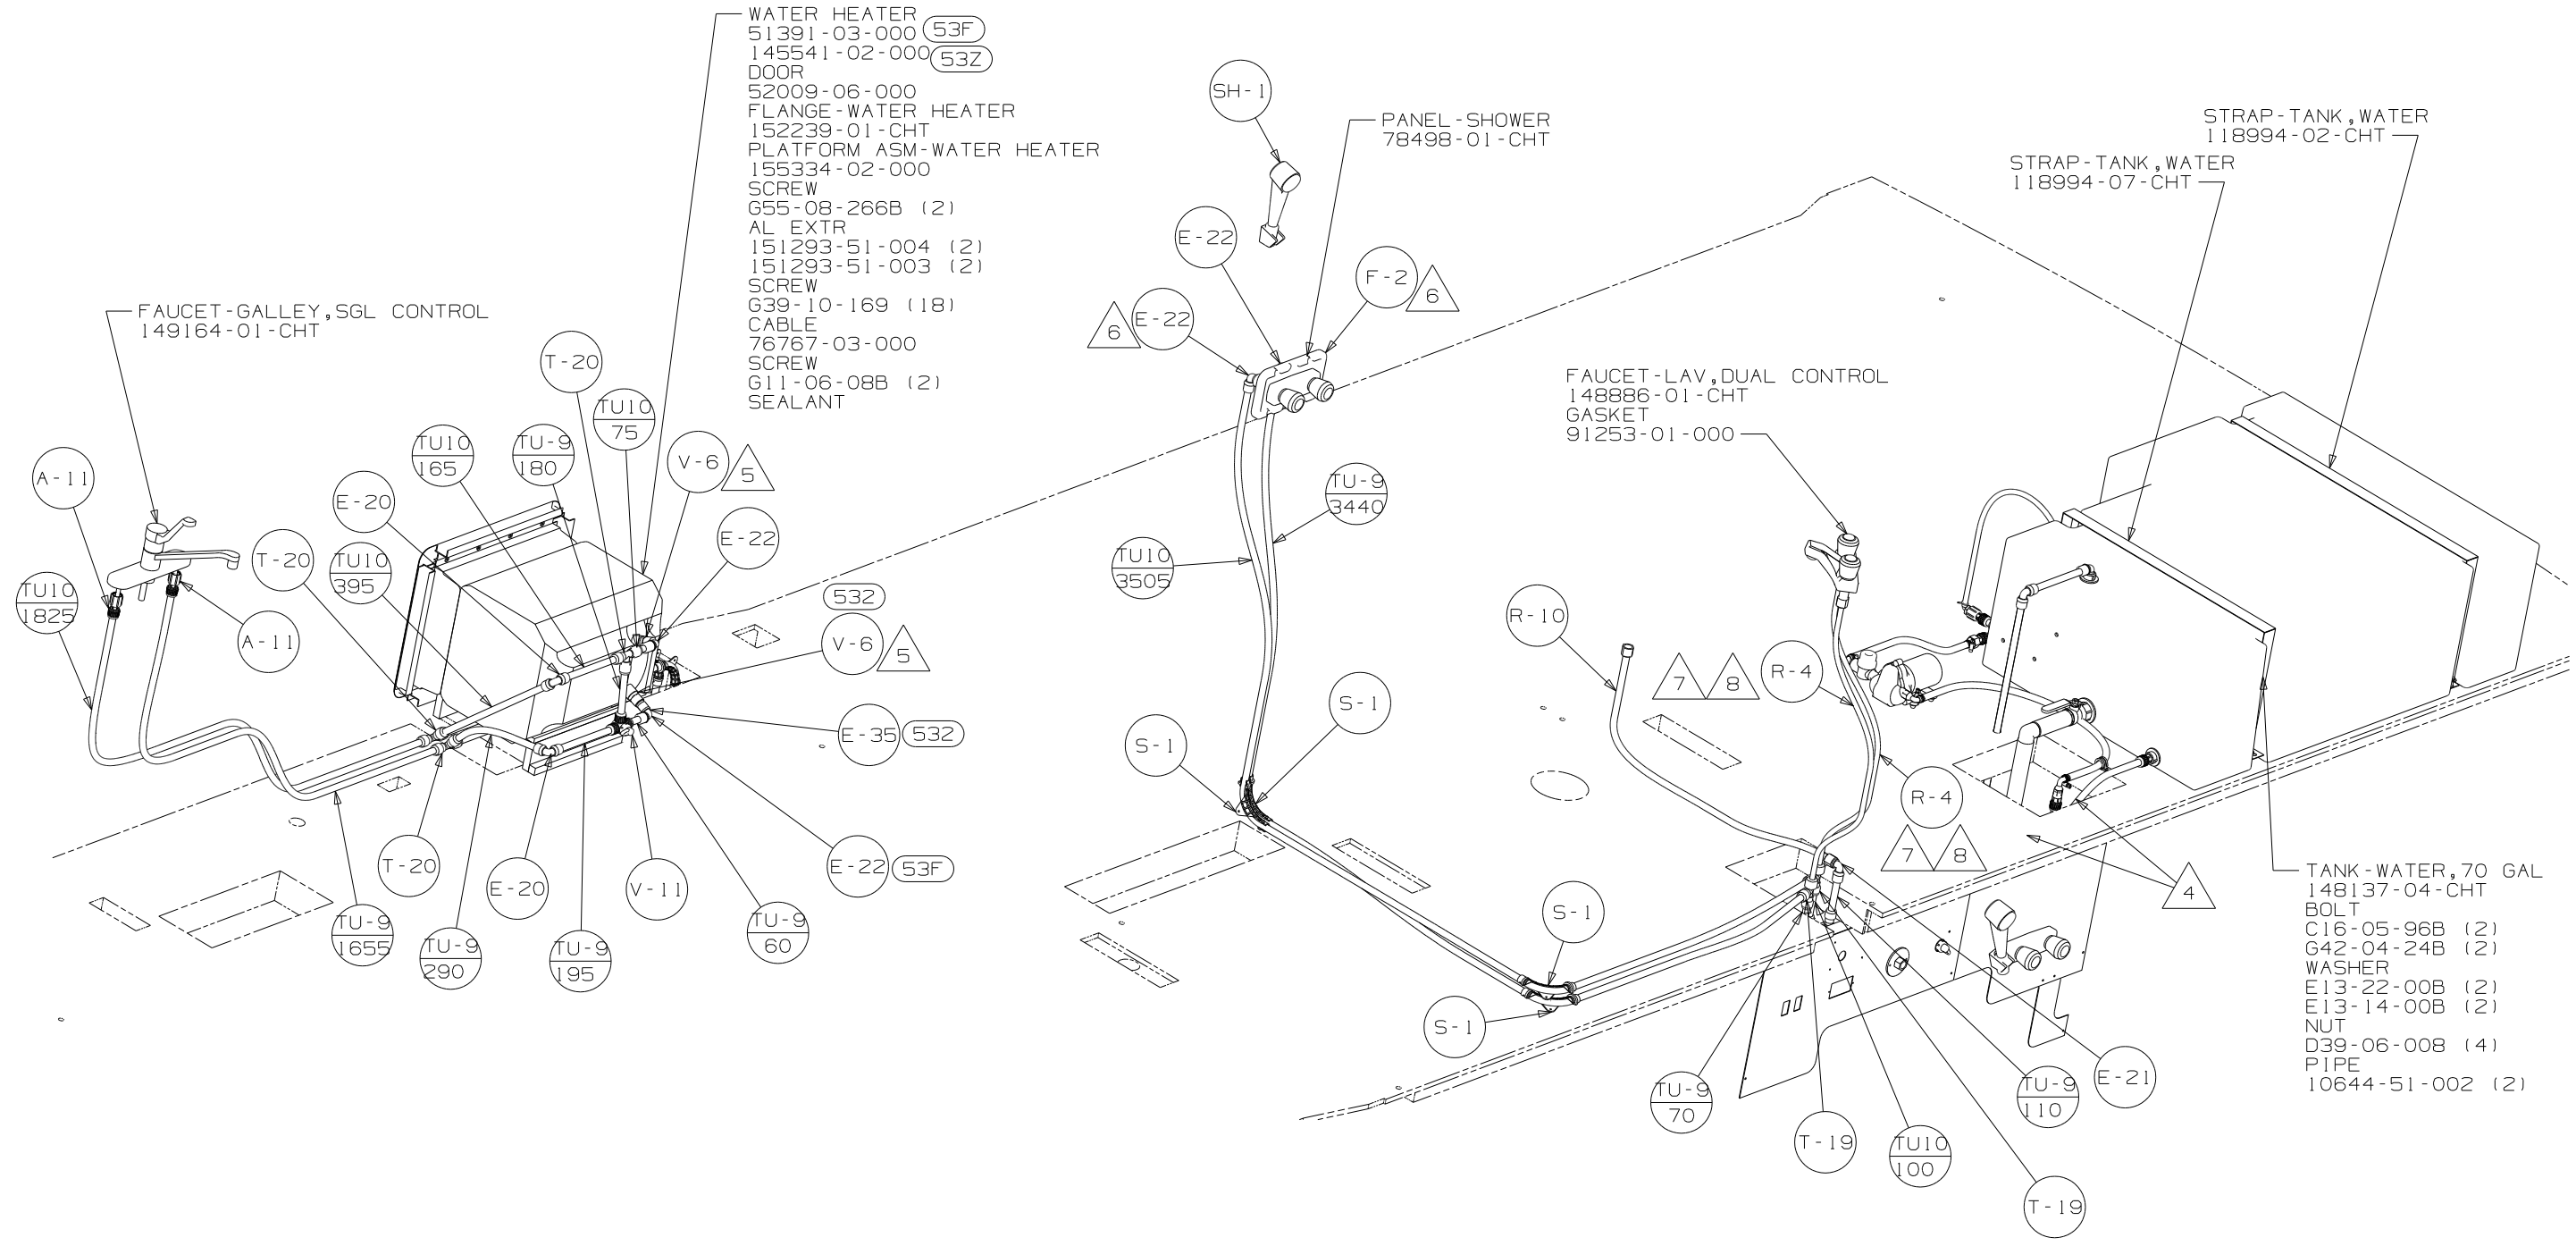 WATER HEATER
51391-03-000 53F
145541-02-000 53Z
DOOR
52009-06-000
FLANGE-WATER HEATER
152239-01-CHT
PLATFORM ASM-WATER HEATER
155334-02-000
SCREW
G55-08-266B (2)
AL EXTR
151293-51-004 (2)
151293-51-003 (2)
SCREW
G39-10-169 (18)
CABLE
76767-03-000
SCREW
G11-06-08B (2)
SEALANT
FAUCET-GALLEY,SGL CONTROL
149164-01-CHT
A-11
TU10
1825
A-11
T-20
TU10
395
E-20
TU10
165
TU-9
180
T-20
TU10
75
V-6
5
E-22
532
V-6
5
E-35
532
E-22
53F
TU-9
60
V-11
TU-9
195
E-20
TU-9
290
T-20
TU-9
1655
SH-1
PANEL-SHOWER
78498-01-CHT
E-22
F-2
6
6
E-22
TU-9
3440
TU10
3505
S-1
S-1
S-1
S-1
FAUCET-LAV,DUAL CONTROL
148886-01-CHT
GASKET
91253-01-000
R-10
7
8
R-4
R-4
7
8
4
STRAP-TANK,WATER
118994-02-CHT
STRAP-TANK,WATER
118994-07-CHT
TANK-WATER,70 GAL
148137-04-CHT
BOLT
C16-05-96B (2)
G42-04-24B (2)
WASHER
E13-22-00B (2)
E13-14-00B (2)
NUT
D39-06-008 (4)
PIPE
10644-51-002 (2)
TU-9
70
T-19
TU10
100
T-19
TU-9
110
E-21